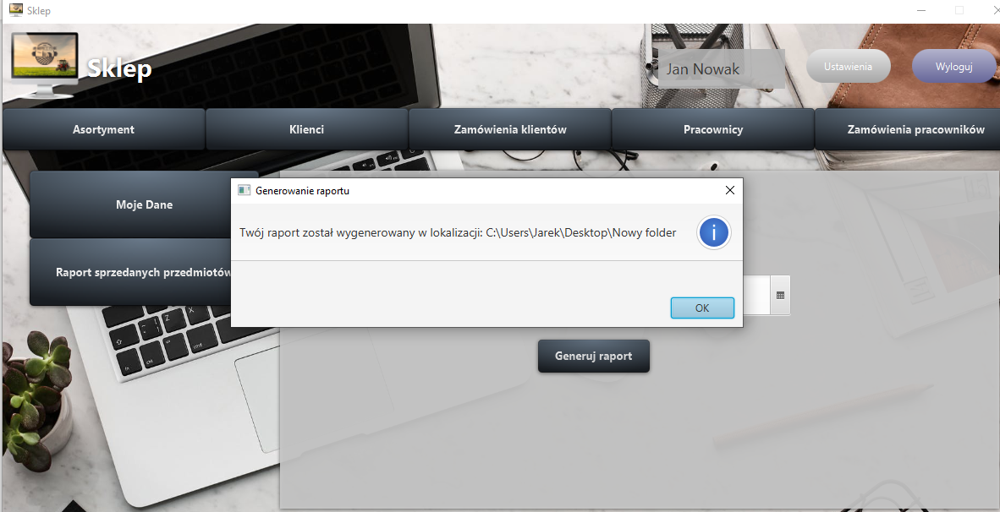 Sklep
Sklep
Jan Nowak
Ustawienia
Wyloguj
Asortyment
Klienci
Zamówienia klientów
Pracownicy
Zamówienia pracowników
Moje Dane
Raport sprzedanych przedmiotów
Generowanie raportu
Twój raport został wygenerowany w lokalizacji: C:\Users\Jarek\Desktop\Nowy folder
i
OK
Generuj raport